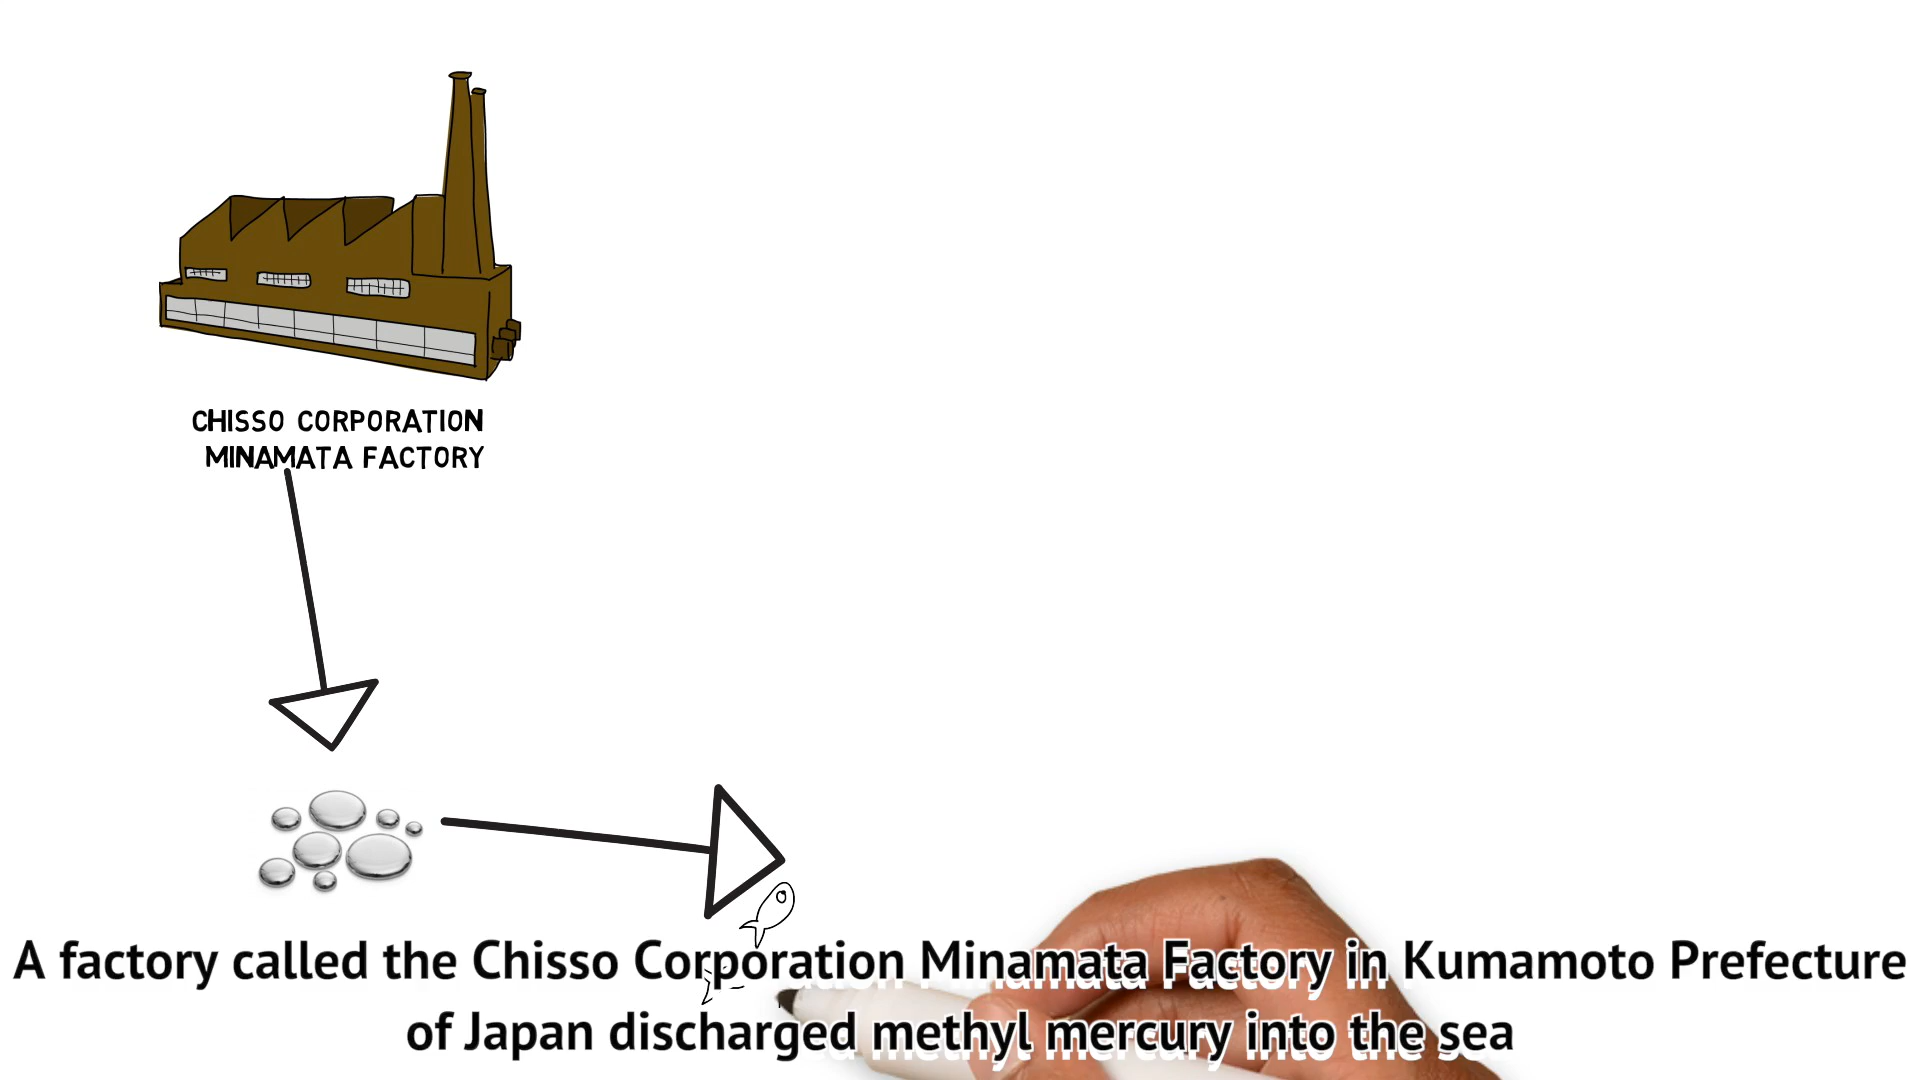 CHISSO CORPORATION
MINAMATA FACTORY
A factory called the Chisso Corporation Minamata Factory in Kumamoto Prefecture
of Japan discharged methyl mercury into the sea